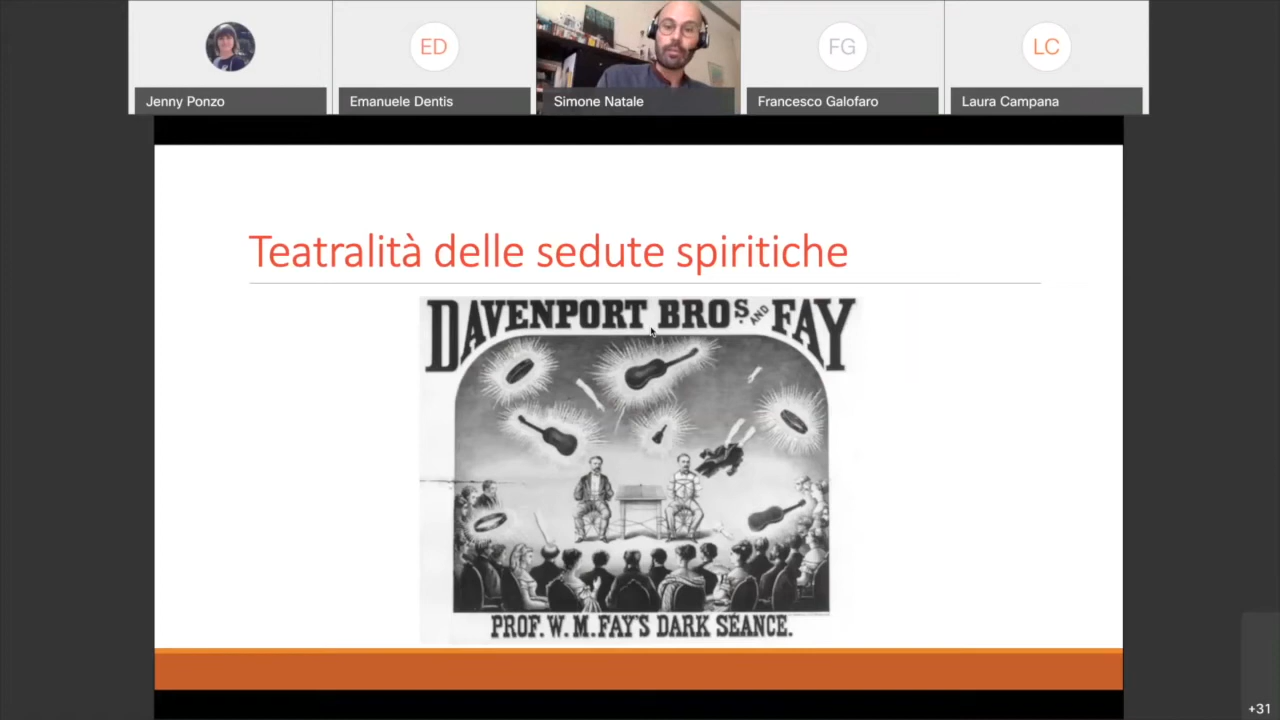 ED
FG
LC
Jenny Ponzo
Emanuele Dentis
Simone Natale
Francesco Galofaro
Laura Campana
Teatralità delle sedute spiritiche
DAVENPORT BROS. AND FAY
PROF. W. M. FAY'S DARK SÉANCE.
+31